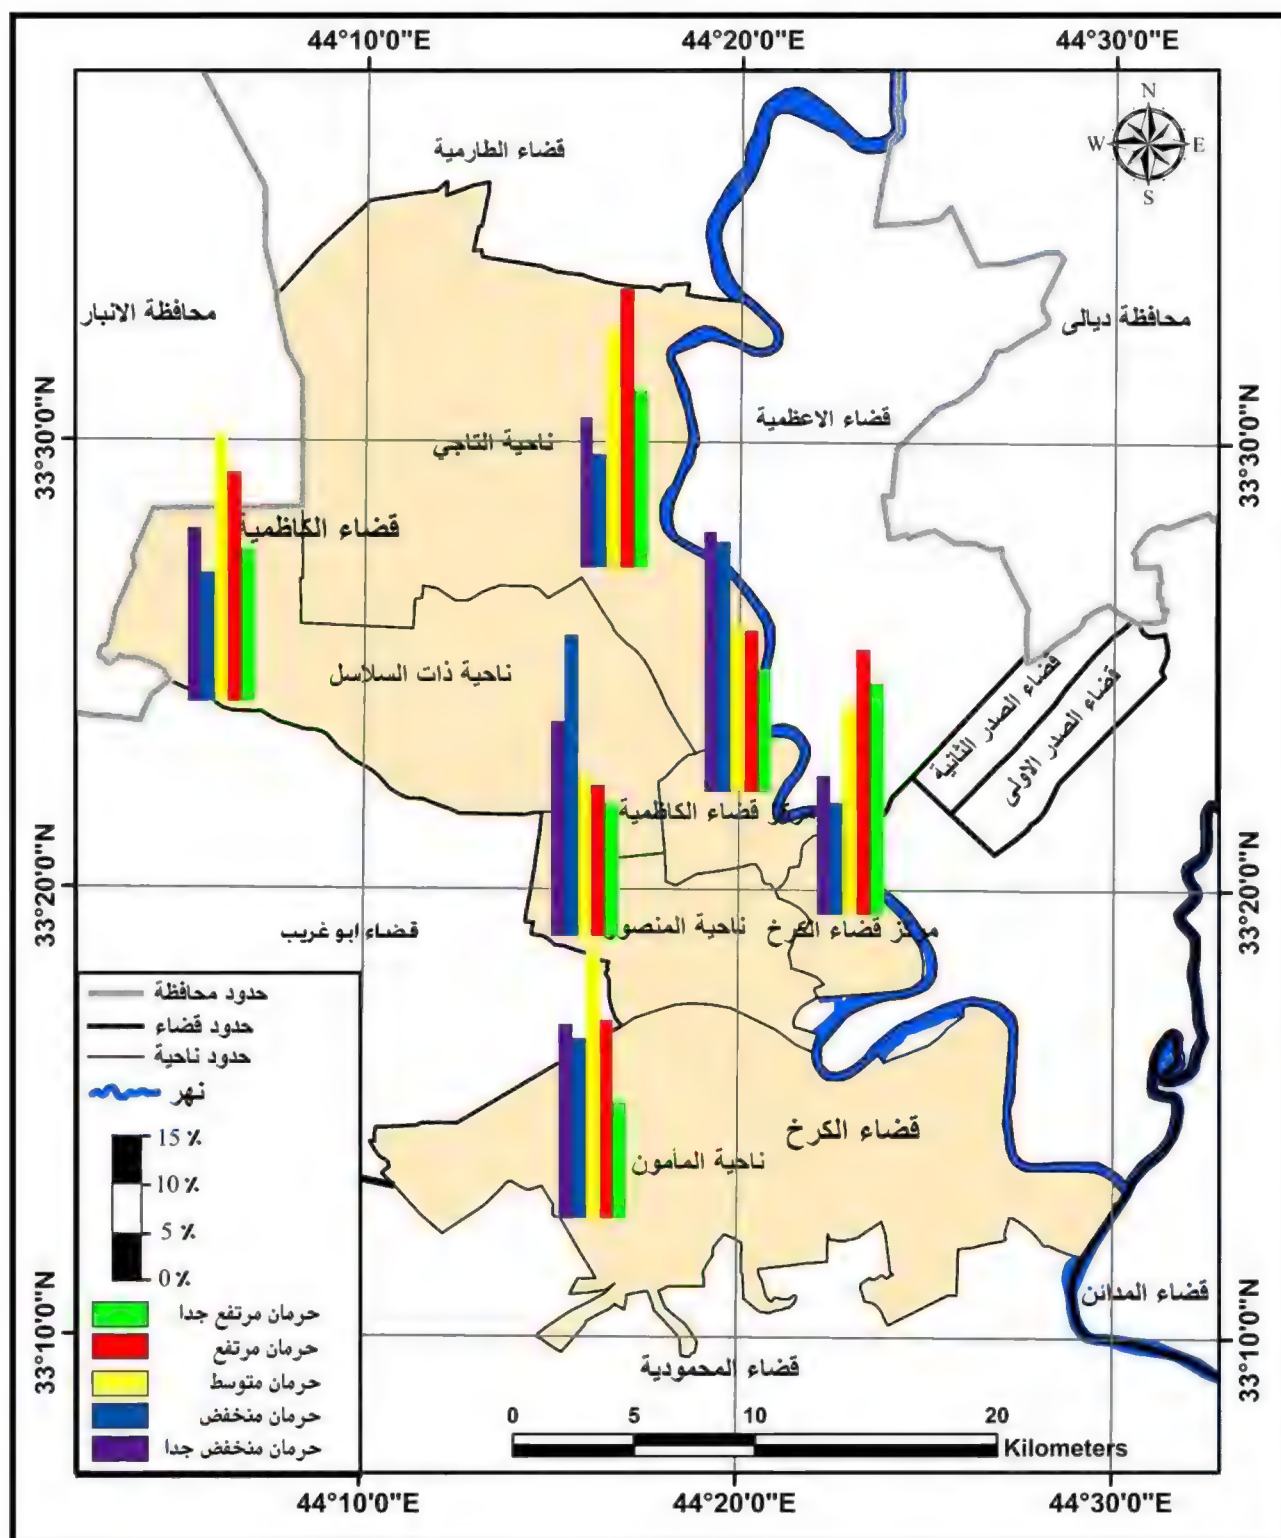 44°10'0"E 44°20'0"E 44°30'0"E
N
W E
S
قضاء الطارمية
محافظة الانبار
محافظة ديالى
قضاء الاعظمية
ناحية التاجي
33°30'0"N 33°30'0"N
قضاء الكاظمية
ناحية ذات السلاسل
قضاء الصدر الثانية
قضاء الصدر الاولى
مركز قضاء الكاظمية
33°20'0"N 33°20'0"N
قضاء ابو غريب
ناحية المنصور
مركز قضاء الكرخ
حدود محافظة
حدود قضاء
حدود ناحية
نهر
15 %
10 %
5 %
0 %
قضاء الكرخ
ناحية المأمون
قضاء المدائن
حرمان مرتفع جدا
حرمان مرتفع
حرمان متوسط
حرمان منخفض
حرمان منخفض جدا
33°10'0"N 33°10'0"N
قضاء المحمودية
0 5 10 20
Kilometers
44°10'0"E 44°20'0"E 44°30'0"E